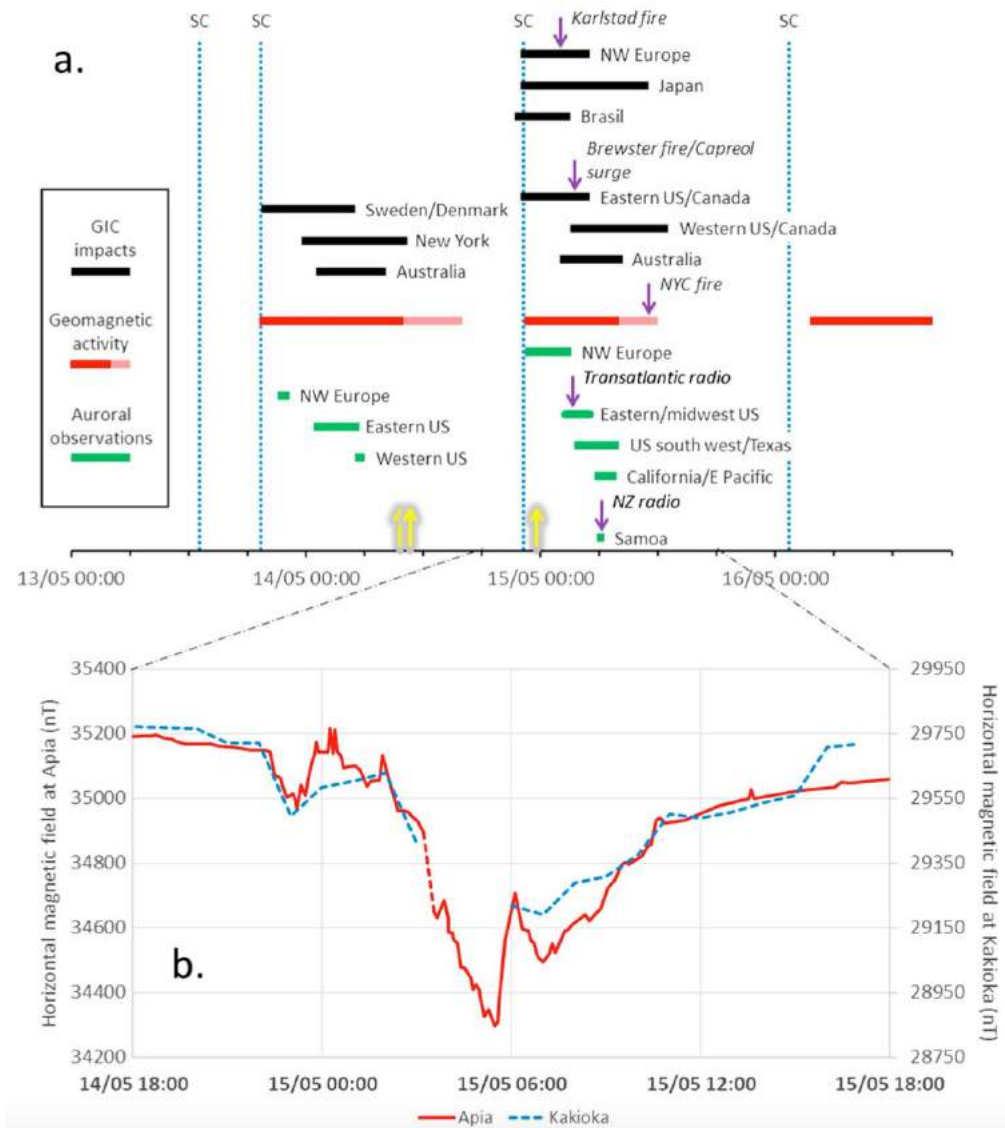 SC
SC
SC
SC
Karlstad fire
a.
NW Europe
Japan
Brasil
Brewster fire/Capreol
surge
Eastern US/Canada
GIC
impacts
Sweden/Denmark
New York
Australia
Western US/Canada
Australia
NYC fire
Geomagnetic
activity
NW Europe
Transatlantic radio
Auroral
observations
NW Europe
Eastern US
Western US
Eastern/midwest US
US south west/Texas
California/E Pacific
NZ radio
Samoa
13/05 00:00
14/05 00:00
15/05 00:00
16/05 00:00
Horizontal magnetic field at Apia (nT)
35400
35200
35000
34800
34600
34400
34200
b.
29950
29750
29550
29350
29150
28950
28750
Horizontal magnetic field at Kakioka (nT)
14/05 18:00
15/05 00:00
15/05 06:00
15/05 12:00
15/05 18:00
Apia
Kakioka